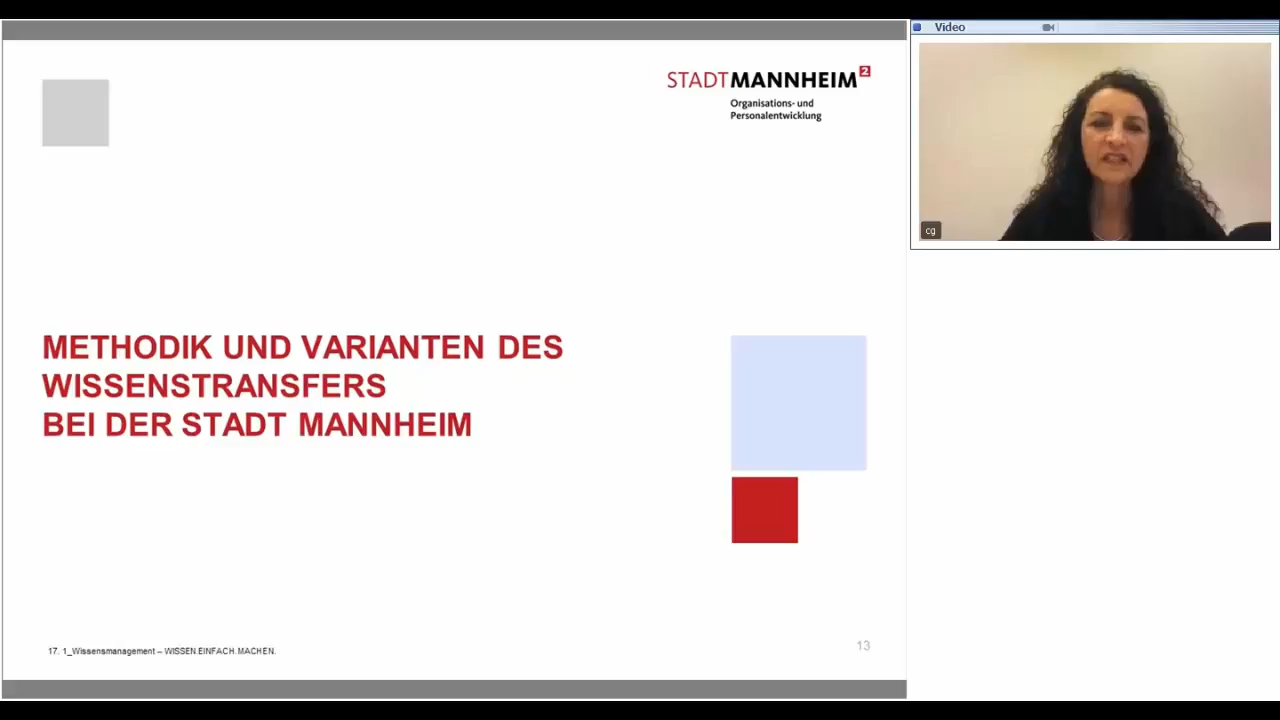 STADTMANNHEIM²
Organisations- und
Personalentwicklung
METHODIK UND VARIANTEN DES
WISSENSTRANSFERS
BEI DER STADT MANNHEIM
17. 1_Wissensmanagement – WISSEN.EINFACH.MACHEN.
13
Video
cg